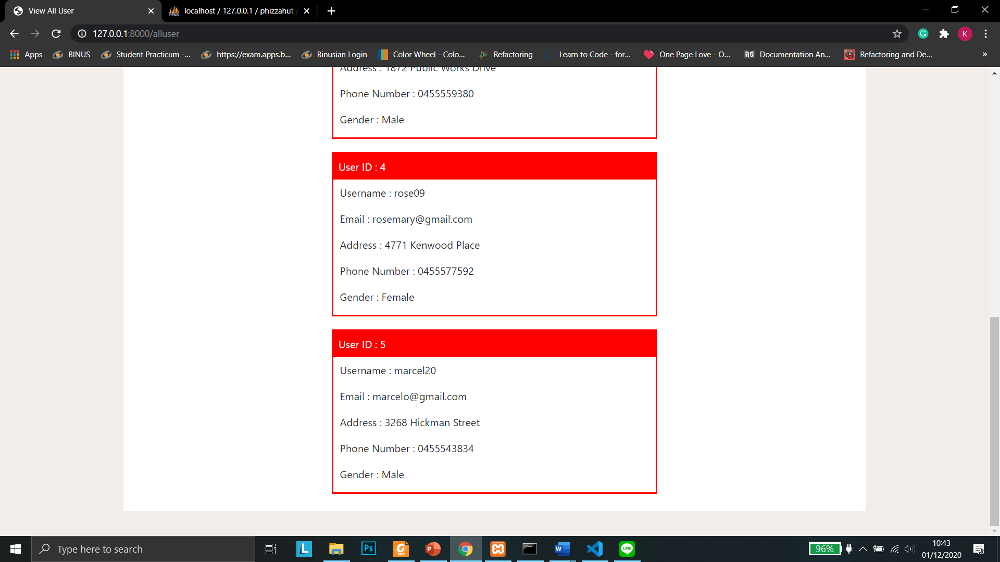 View All User
localhost / 127.0.0.1 / phizzahut /
127.0.0.1:8000/alluser
Apps
BINUS
Student Practicum -...
https://exam.apps.b...
Binusian Login
Color Wheel - Colo...
Refactoring
Learn to Code - for...
One Page Love - O...
Documentation An...
Refactoring and De...
»
K
Address : 1872 Public Works Drive
Phone Number : 0455559380
Gender : Male
User ID : 4
Username : rose09
Email : rosemary@gmail.com
Address : 4771 Kenwood Place
Phone Number : 0455577592
Gender : Female
User ID : 5
Username : marcel20
Email : marcelo@gmail.com
Address : 3268 Hickman Street
Phone Number : 0455543834
Gender : Male
Type here to search
96%
10:43
01/12/2020